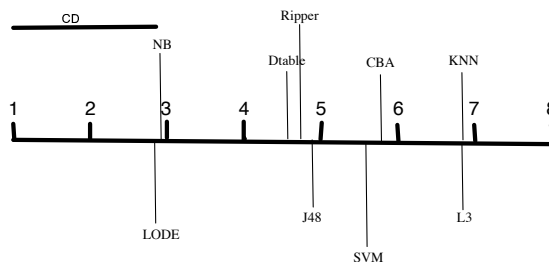 Ripper
CD
NB
Dtable
CBA
KNN
1 2 3 4 5 6 7 8
J48
L3
LODE
SVM